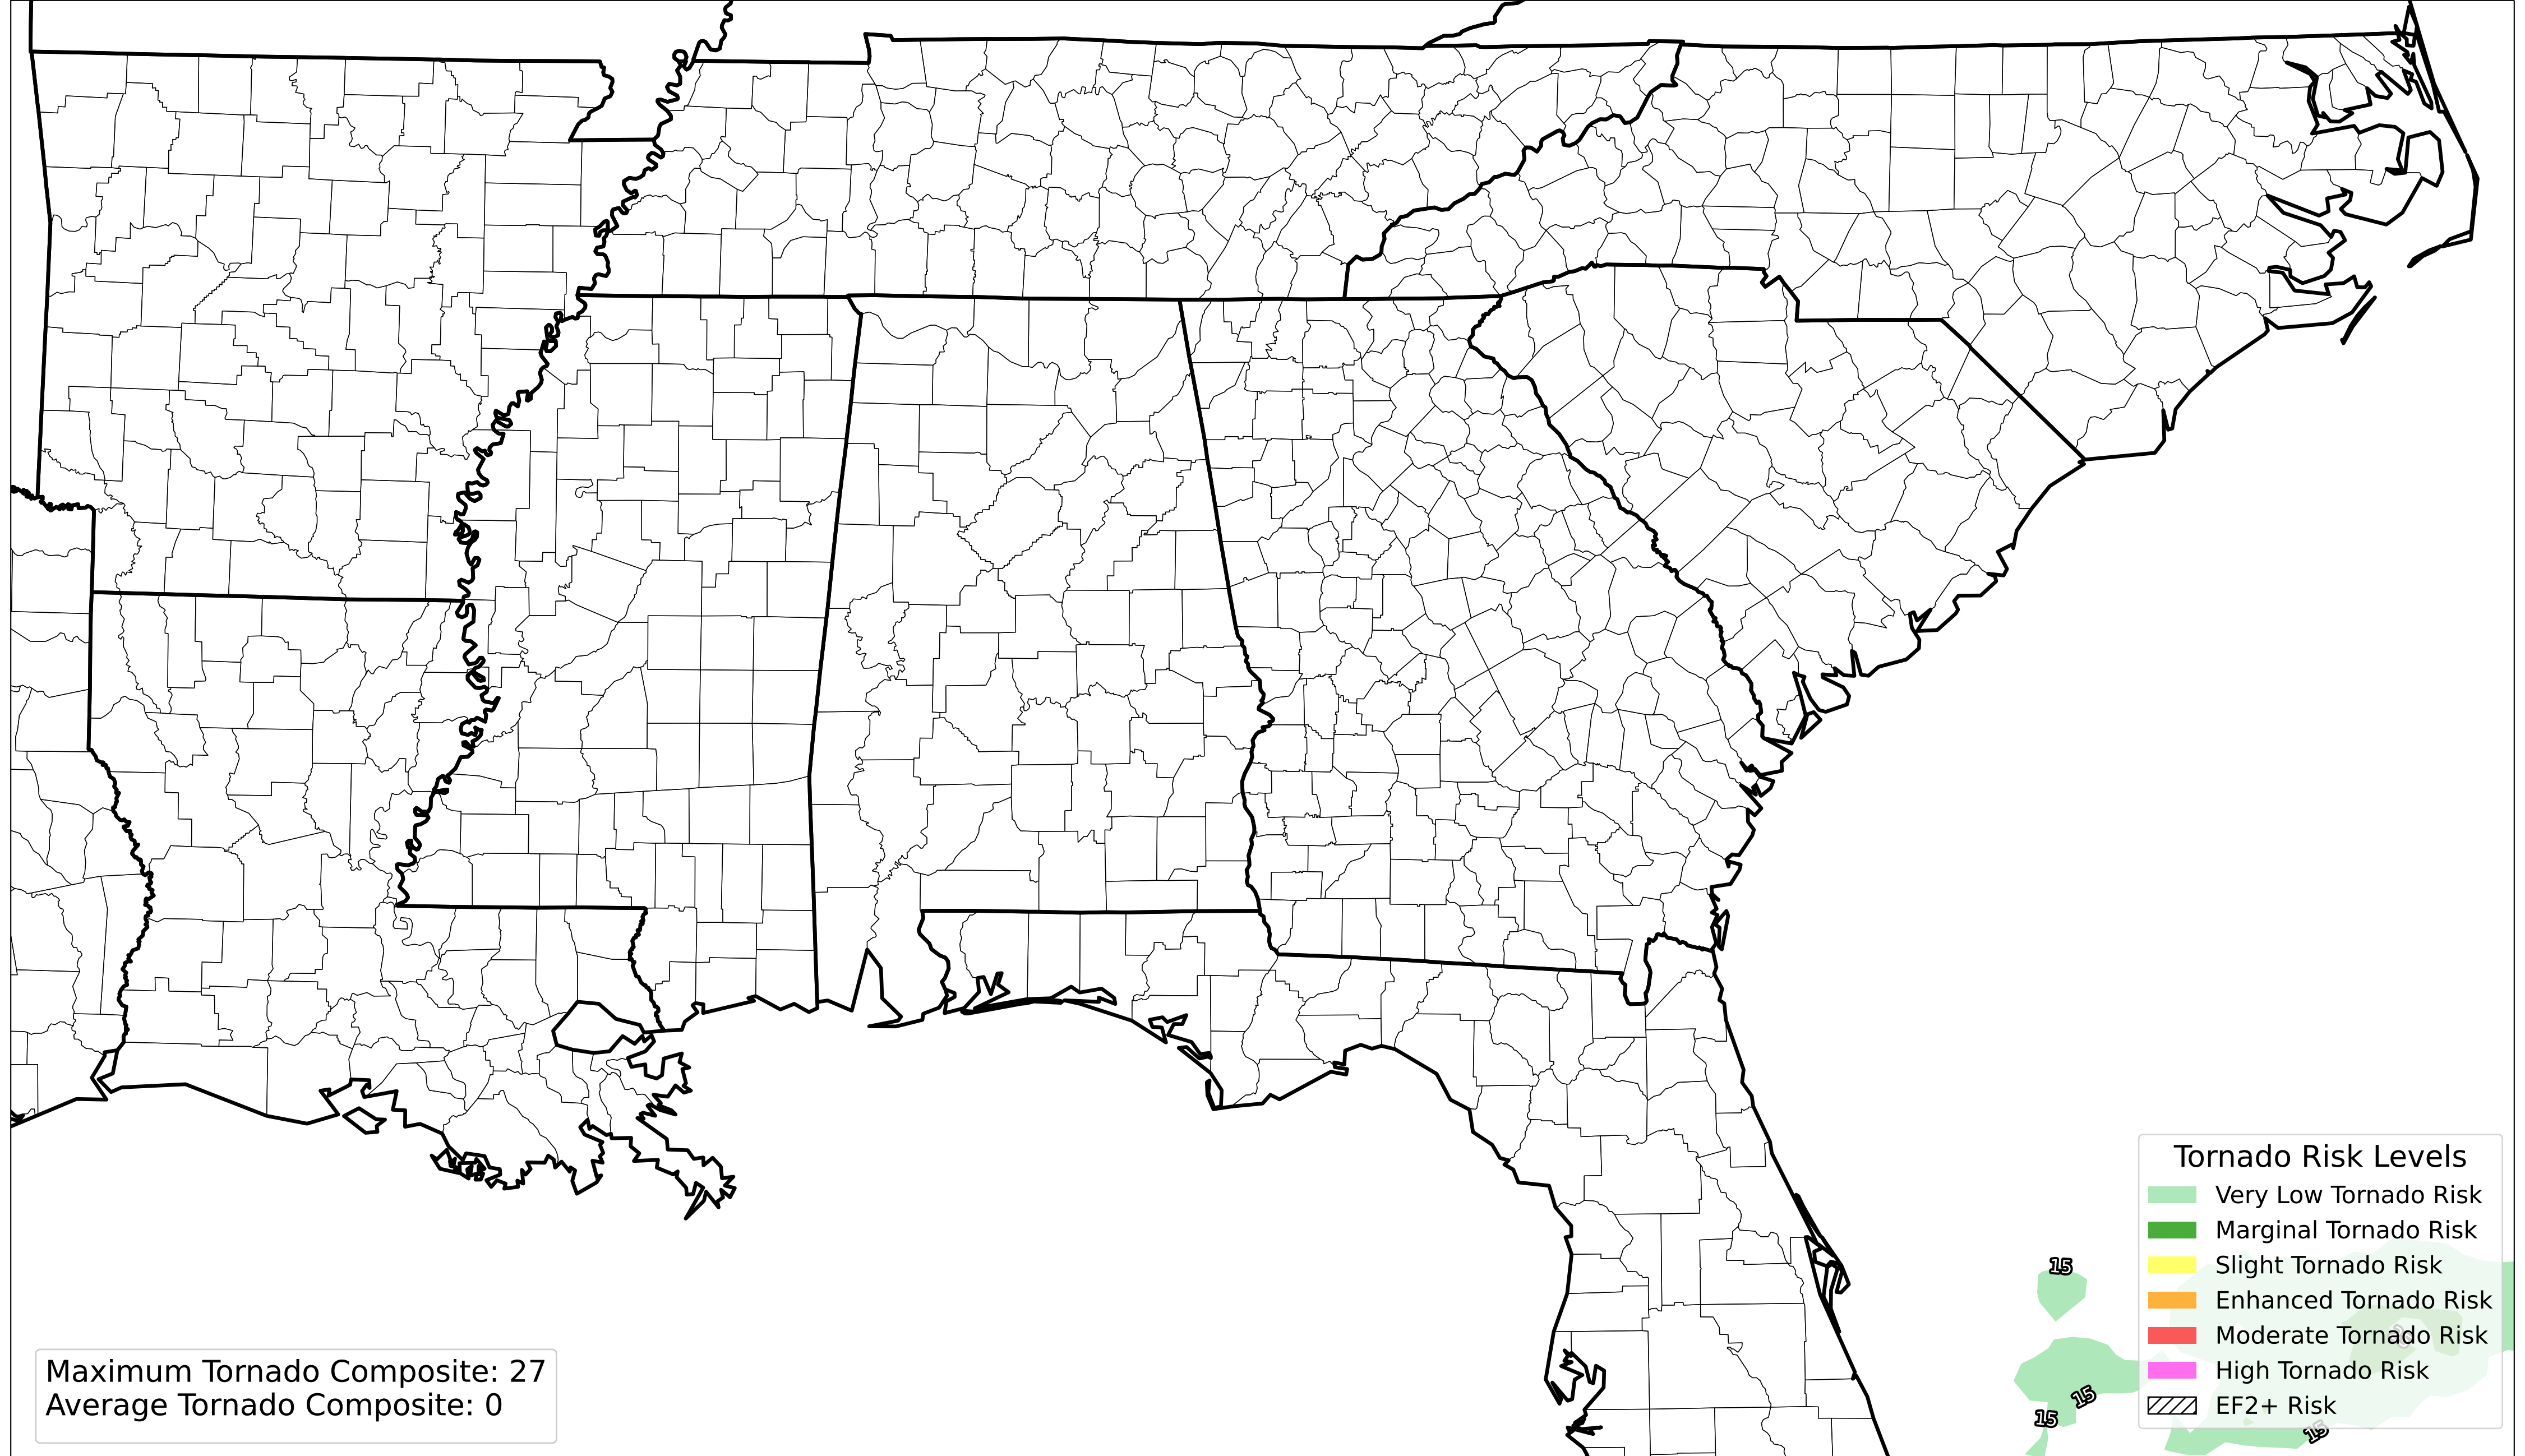 Tornado Risk Levels
Very Low Tornado Risk
Marginal Tornado Risk
15
Slight Tornado Risk
Enhanced Tornado Risk
Moderate Tornado Risk
Maximum Tornado Composite: 27
High Tornado Risk
Average Tornado Composite: 0
15
EF2+ Risk
15
15